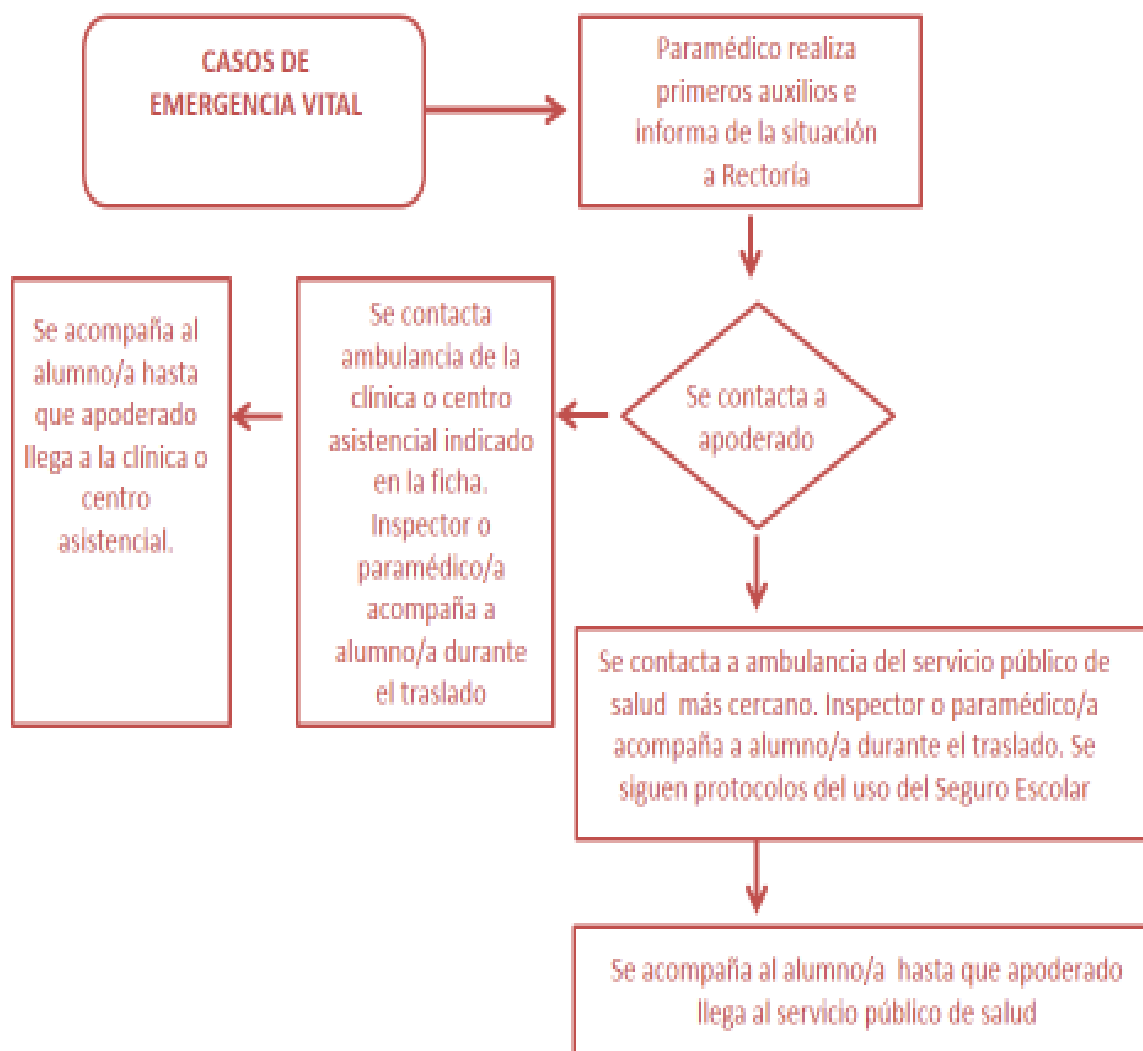 CASOS DE
EMERGENCIA VITAL
Paramédico realiza
primeros auxilios e
informa de la situación
a Rectoría
Se contacta a
apoderado
Se contacta
ambulancia de la
clínica o centro
asistencial indicado
en la ficha.
Inspector o
paramédico/a
acompaña a
alumno/a durante
el traslado
Se acompaña al
alumno/a hasta
que apoderado
llega a la clínica o
centro
asistencial.
Se contacta a ambulancia del servicio público de
salud más cercano. Inspector o paramédico/a
acompaña a alumno/a durante el traslado. Se
siguen protocolos del uso del Seguro Escolar
Se acompaña al alumno/a hasta que apoderado
llega al servicio público de salud